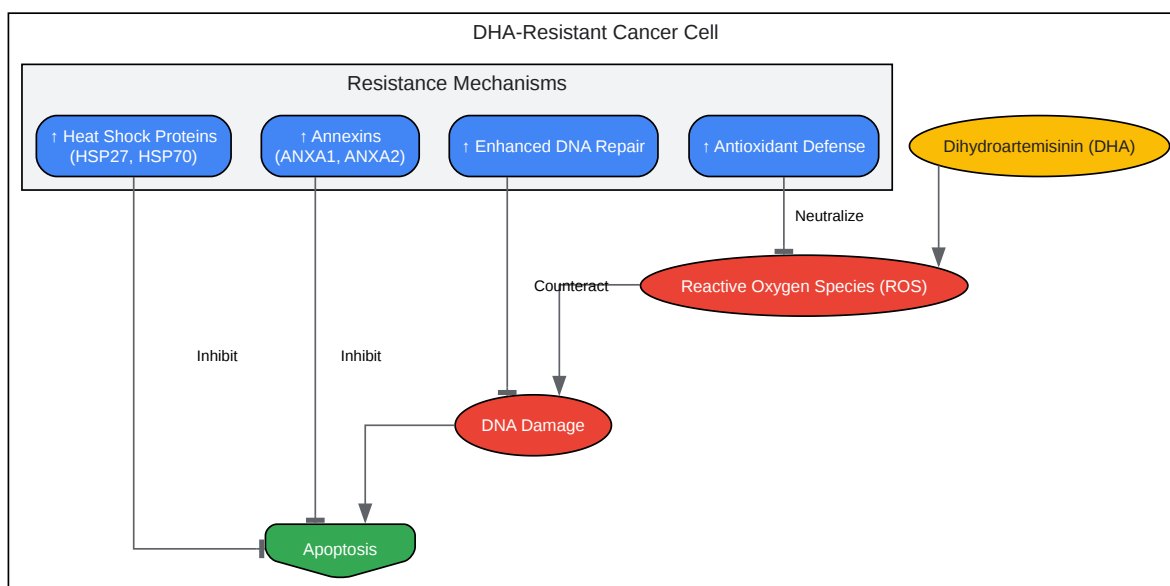 DHA-Resistant Cancer Cell
Resistance Mechanisms
↑ Heat Shock Proteins
(HSP27, HSP70)
↑ Annexins
(ANXA1, ANXA2)
↑ Enhanced DNA Repair
↑ Antioxidant Defense
Dihydroartemisinin (DHA)
Neutralize
Counteract
Reactive Oxygen Species (ROS)
Inhibit
Inhibit
DNA Damage
Apoptosis